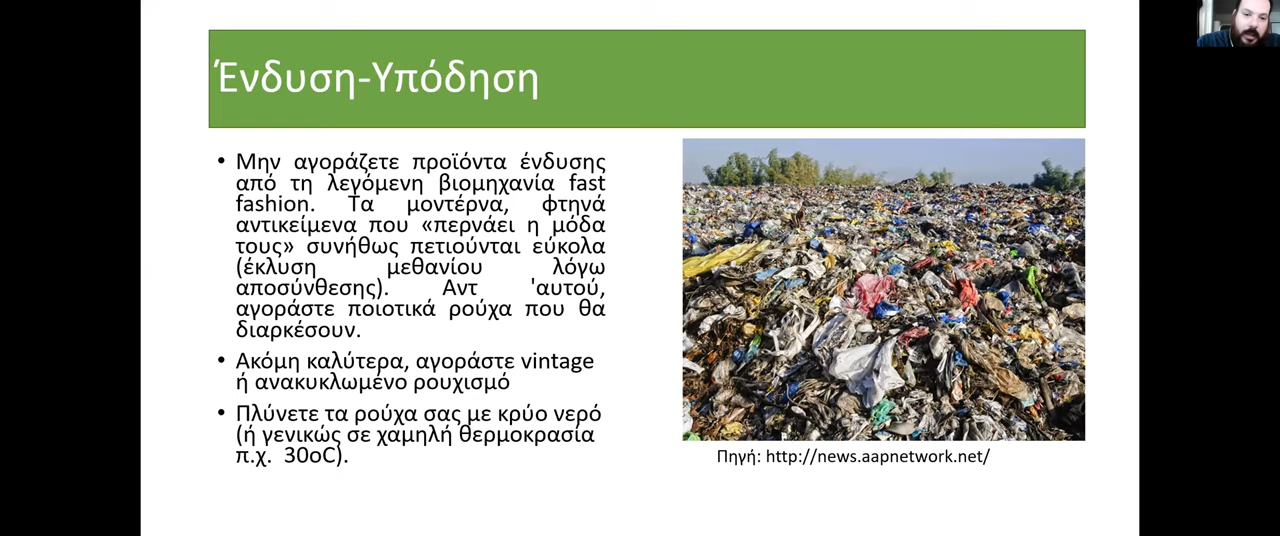 Ένδυση-Υπόδηση
• Μην αγοράζετε προϊόντα ένδυσης
από τη λεγόμενη βιομηχανία fast
fashion. Τα μοντέρνα, φτηνά
αντικείμενα που «περνάει η μόδα
τους» συνήθως πετιούνται εύκολα
(έκλυση μεθανίου λόγω
αποσύνθεσης). Αντ 'αυτού,
αγοράστε ποιοτικά ρούχα που θα
διαρκέσουν.
• Ακόμη καλύτερα, αγοράστε vintage
ή ανακυκλωμένο ρουχισμό
• Πλύνετε τα ρούχα σας με κρύο νερό
(ή γενικώς σε χαμηλή θερμοκρασία
π.χ. 30oC).
Πηγή: http://news.aapnetwork.net/